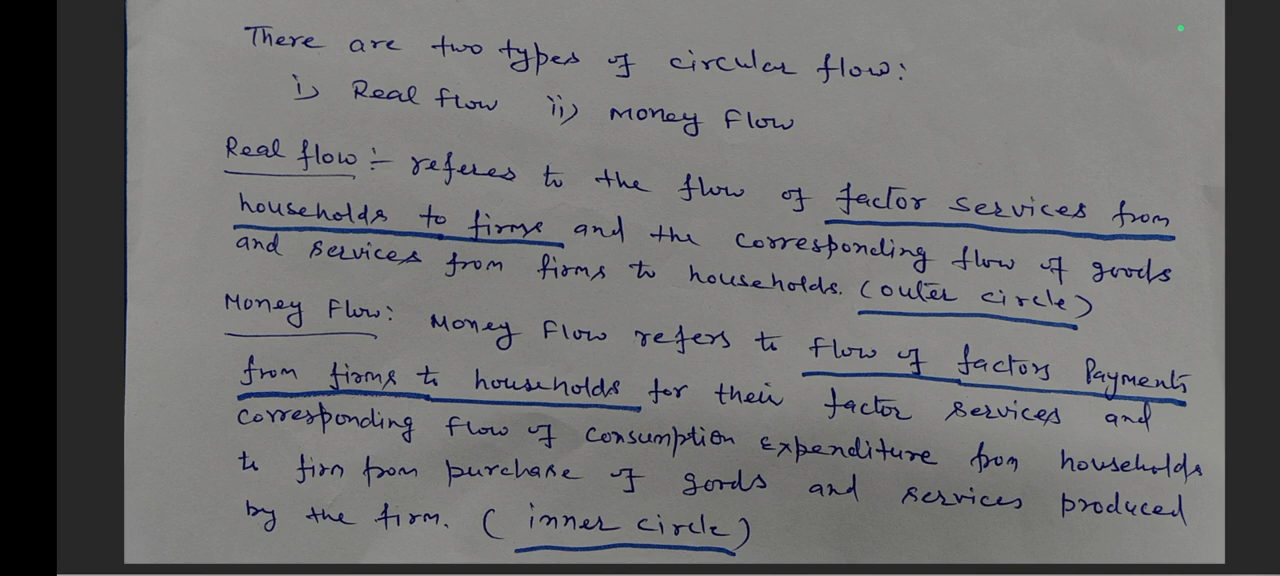 There are two types of circular flow:
i) Real flow ii) Money Flow
Real flow :- referes to the flow of factor services from
households to firms and the corresponding flow of goods
and services from firms to households. (outer circle)
Money Flow: Money Flow refers to flow of factors Payments
from firms to households for their factor services and
corresponding flow of consumption expenditure from households
to firm from purchase of goods and services produced
by the firm. (inner circle)